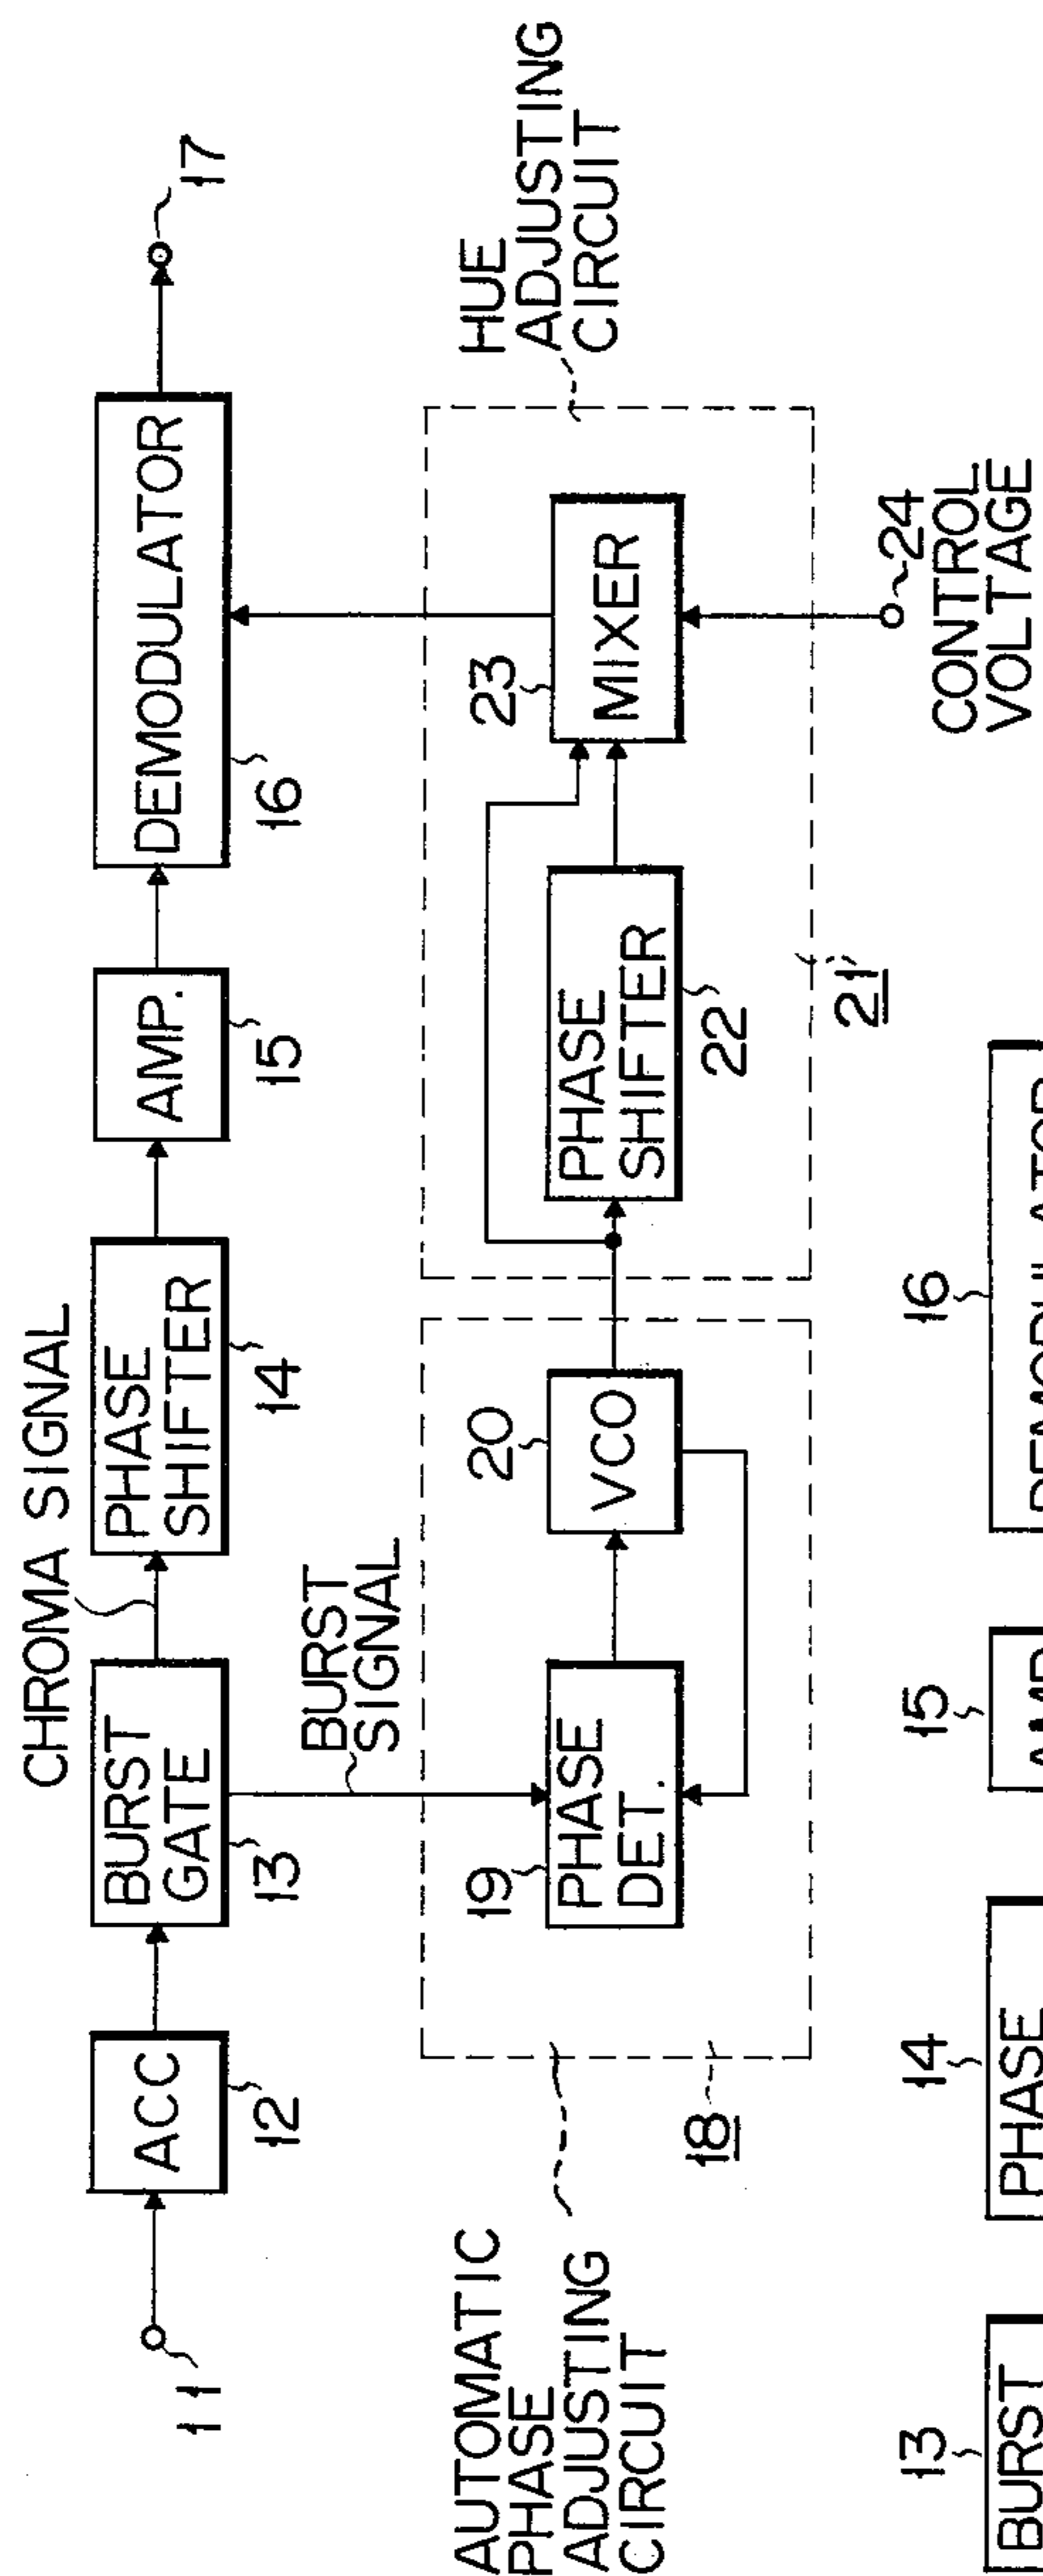 CHROMA SIGNAL
11
ACC
12
BURST
GATE
13
PHASE
SHIFTER
14
AMP.
15
DEMODULATOR
16
17
BURST
SIGNAL
AUTOMATIC
PHASE
ADJUSTING
CIRCUIT
18
19
PHASE
DET.
20
VCO
PHASE
SHIFTER
22
21
23
MIXER
HUE
ADJUSTING
CIRCUIT
24
CONTROL
VOLTAGE
13
BURST
14
PHASE
15
16